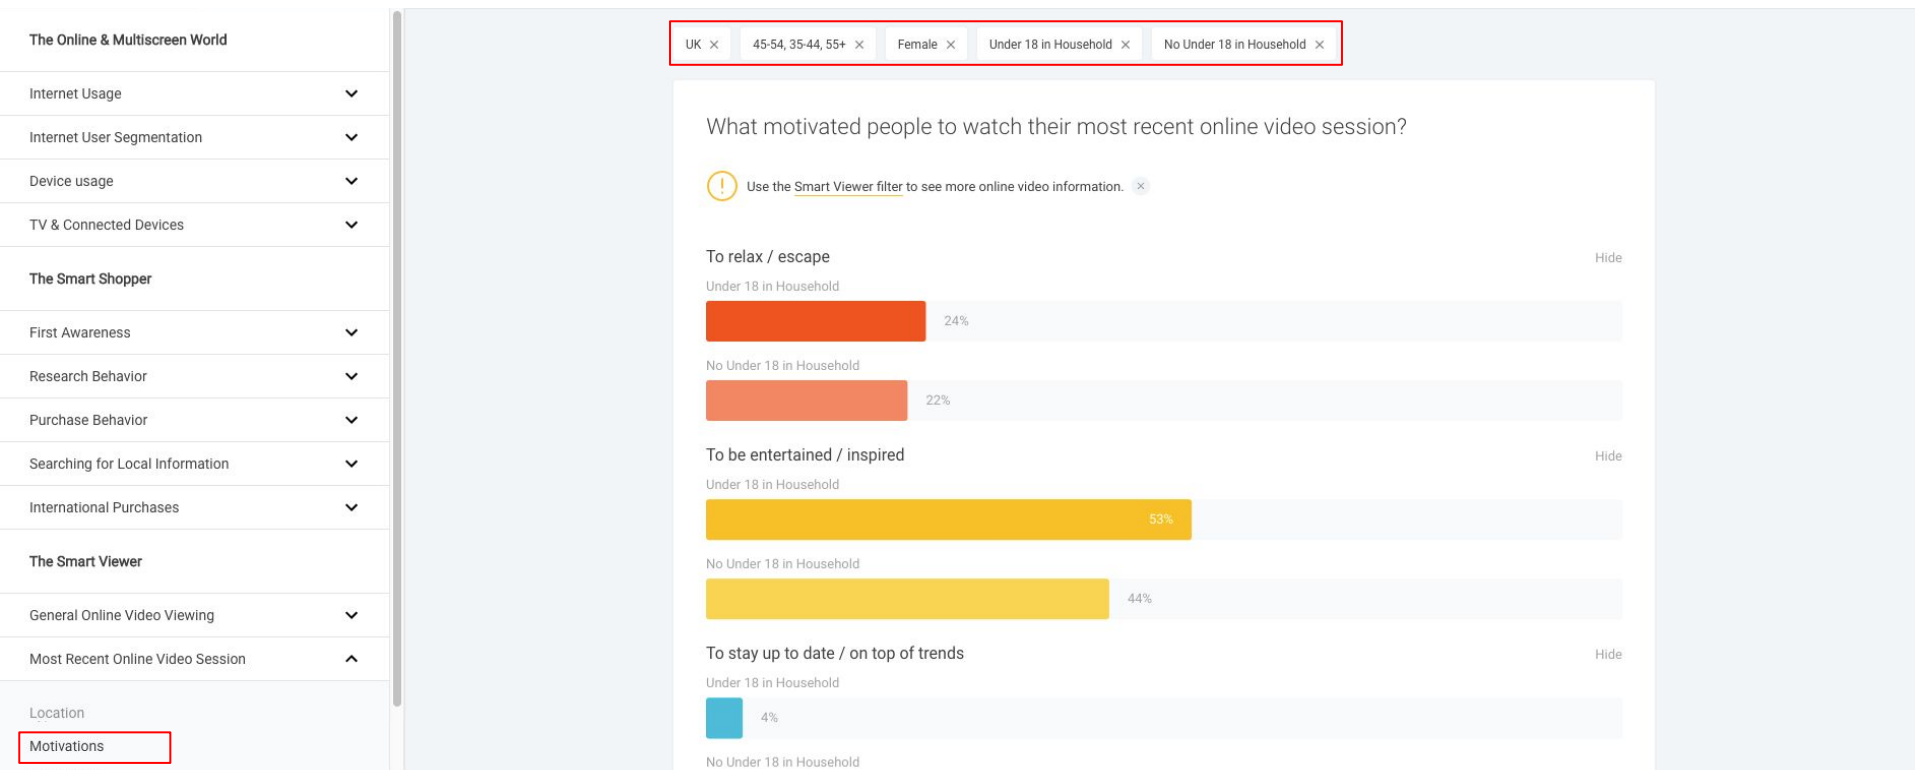 The Online & Multiscreen World
Internet Usage
Internet User Segmentation
Device usage
TV & Connected Devices
The Smart Shopper
First Awareness
Research Behavior
Purchase Behavior
Searching for Local Information
International Purchases
The Smart Viewer
General Online Video Viewing
Most Recent Online Video Session
Location
Motivations
UK × 45-54, 35-44, 55+ × Female × Under 18 in Household × No Under 18 in Household ×
What motivated people to watch their most recent online video session?
! Use the Smart Viewer filter to see more online video information. ×
To relax / escape Hide
Under 18 in Household
24%
No Under 18 in Household
22%
To be entertained / inspired Hide
Under 18 in Household
53%
No Under 18 in Household
44%
To stay up to date / on top of trends Hide
Under 18 in Household
4%
No Under 18 in Household